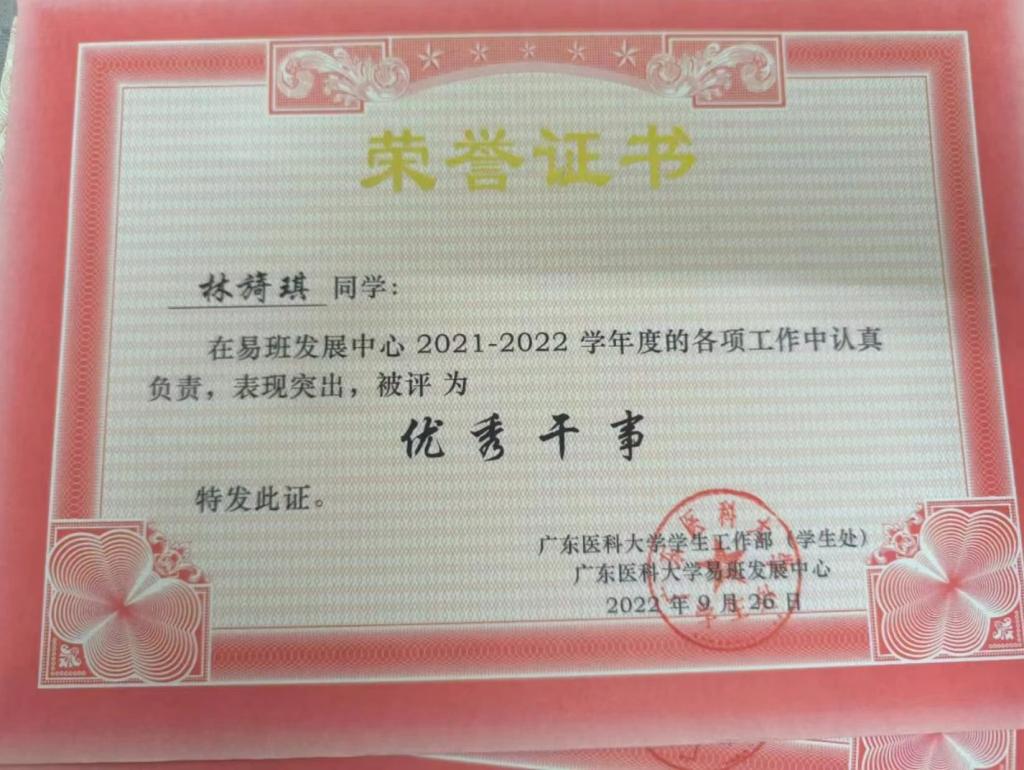 荣誉证书
林旖琪 同学：
在易班发展中心 2021-2022 学年度的各项工作中认真
负责，表现突出，被评 为
优秀干事
特发此证。
广东医科大学学生工作部（学生处）
广东医科大学易班发展中心
2022 年 9 月 26 日